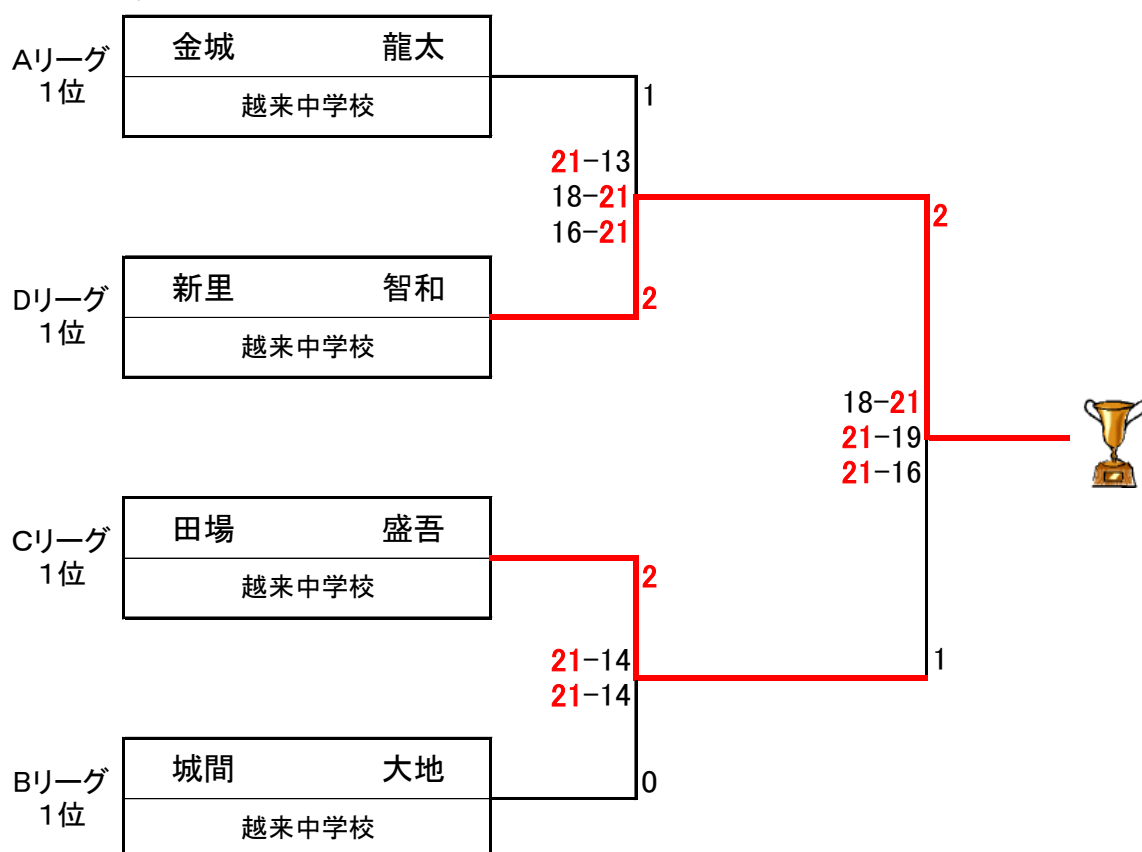 Aリーグ
1位
金城 龍太
越来中学校
1
21-13
18-21
16-21
2
Dリーグ
1位
新里 智和
越来中学校
2
18-21
21-19
21-16
Cリーグ
1位
田場 盛吾
越来中学校
2
21-14
21-14
1
Bリーグ
1位
城間 大地
越来中学校
0